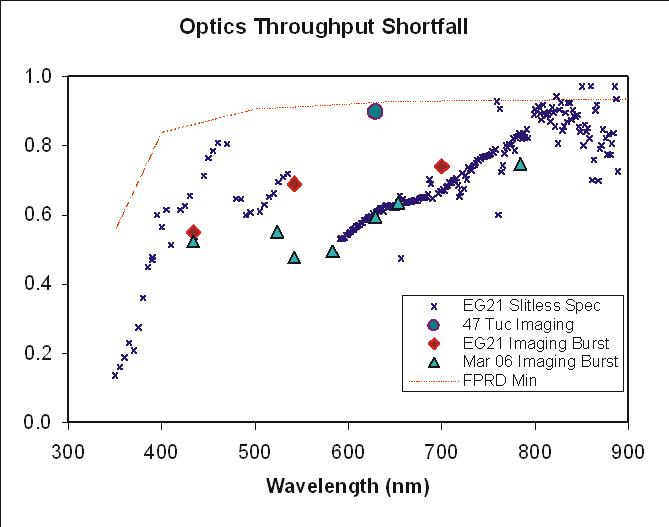 Optics Throughput Shortfall
1.0
0.8
0.6
0.4
0.2
0.0
EG21 Slitless Spec
47 Tuc Imaging
EG21 Imaging Burst
Mar 06 Imaging Burst
FPRD Min
300 400 500 600 700 800 900
Wavelength (nm)